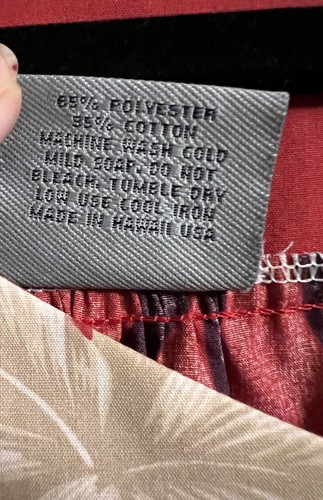 65% POLYESTER
35% COTTON
MACHINE WASH COLD
MILD SOAP. DO NOT
BLEACH. TUMBLE DRY
LOW USE COOL IRON
MADE IN HAWAII USA